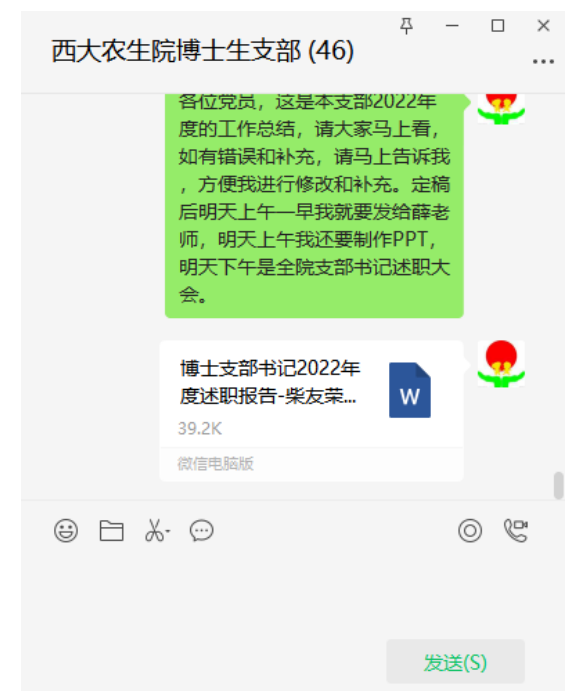 西大农生院博士生支部 (46)
各位党员，这是本支部2022年
度的工作总结，请大家马上看，
如有错误和补充，请马上告诉我
，方便我进行修改和补充。定稿
后明天上午一早我就要发给薛老
师，明天上午我还要制作PPT，
明天下午是全院支部书记述职大
会。
博士支部书记2022年
度述职报告-柴友荣...
W
39.2K
微信电脑版
发送(S)